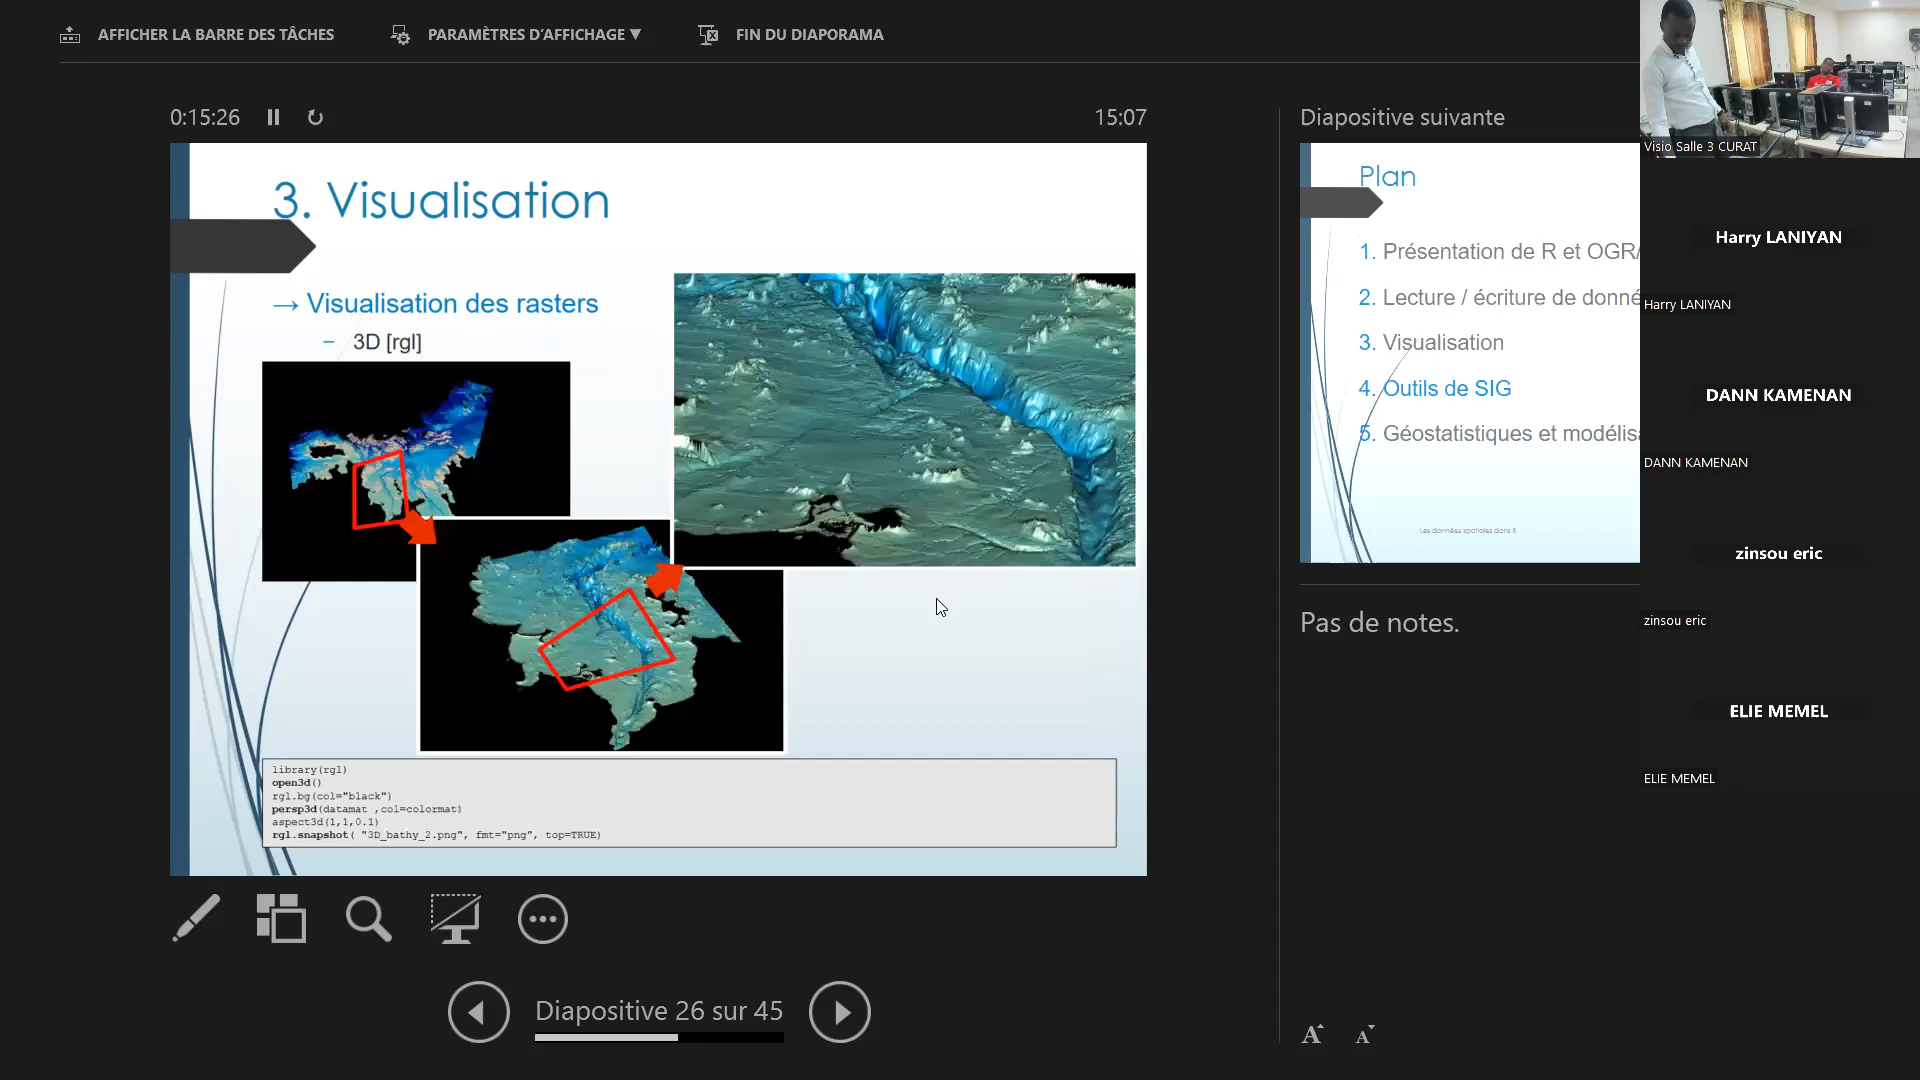 AFFICHER LA BARRE DES TÂCHES
PARAMÈTRES D'AFFICHAGE ▼
FIN DU DIAPORAMA
0:15:26
15:07
3. Visualisation
→ Visualisation des rasters
– 3D [rgl]
library(rgl)
open3d()
rgl.bg(col="black")
persp3d(datamat ,col=colormat)
aspect3d(1,1,0.1)
rgl.snapshot( "3D_bathy_2.png", fmt="png", top=TRUE)
Diapositive 26 sur 45
Diapositive suivante
Plan
1. Présentation de R et OGR/
2. Lecture / écriture de donné
3. Visualisation
4. Outils de SIG
5. Géostatistiques et modélis
Les données spatiales dans R
Pas de notes.
A A
Visio Salle 3 CURAT
Harry LANIYAN
Harry LANIYAN
DANN KAMENAN
DANN KAMENAN
zinsou eric
zinsou eric
ELIE MEMEL
ELIE MEMEL